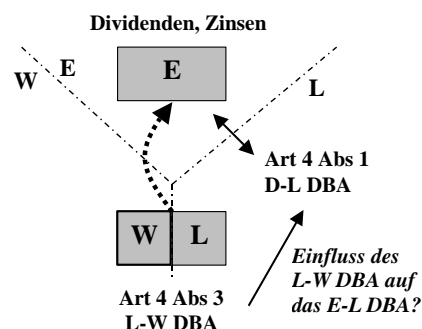 Dividenden, Zinsen
W
E
E
L
Art 4 Abs 1
D-L DBA
W
L
Einfluss des
L-W DBA auf
das E-L DBA?
Art 4 Abs 3
L-W DBA